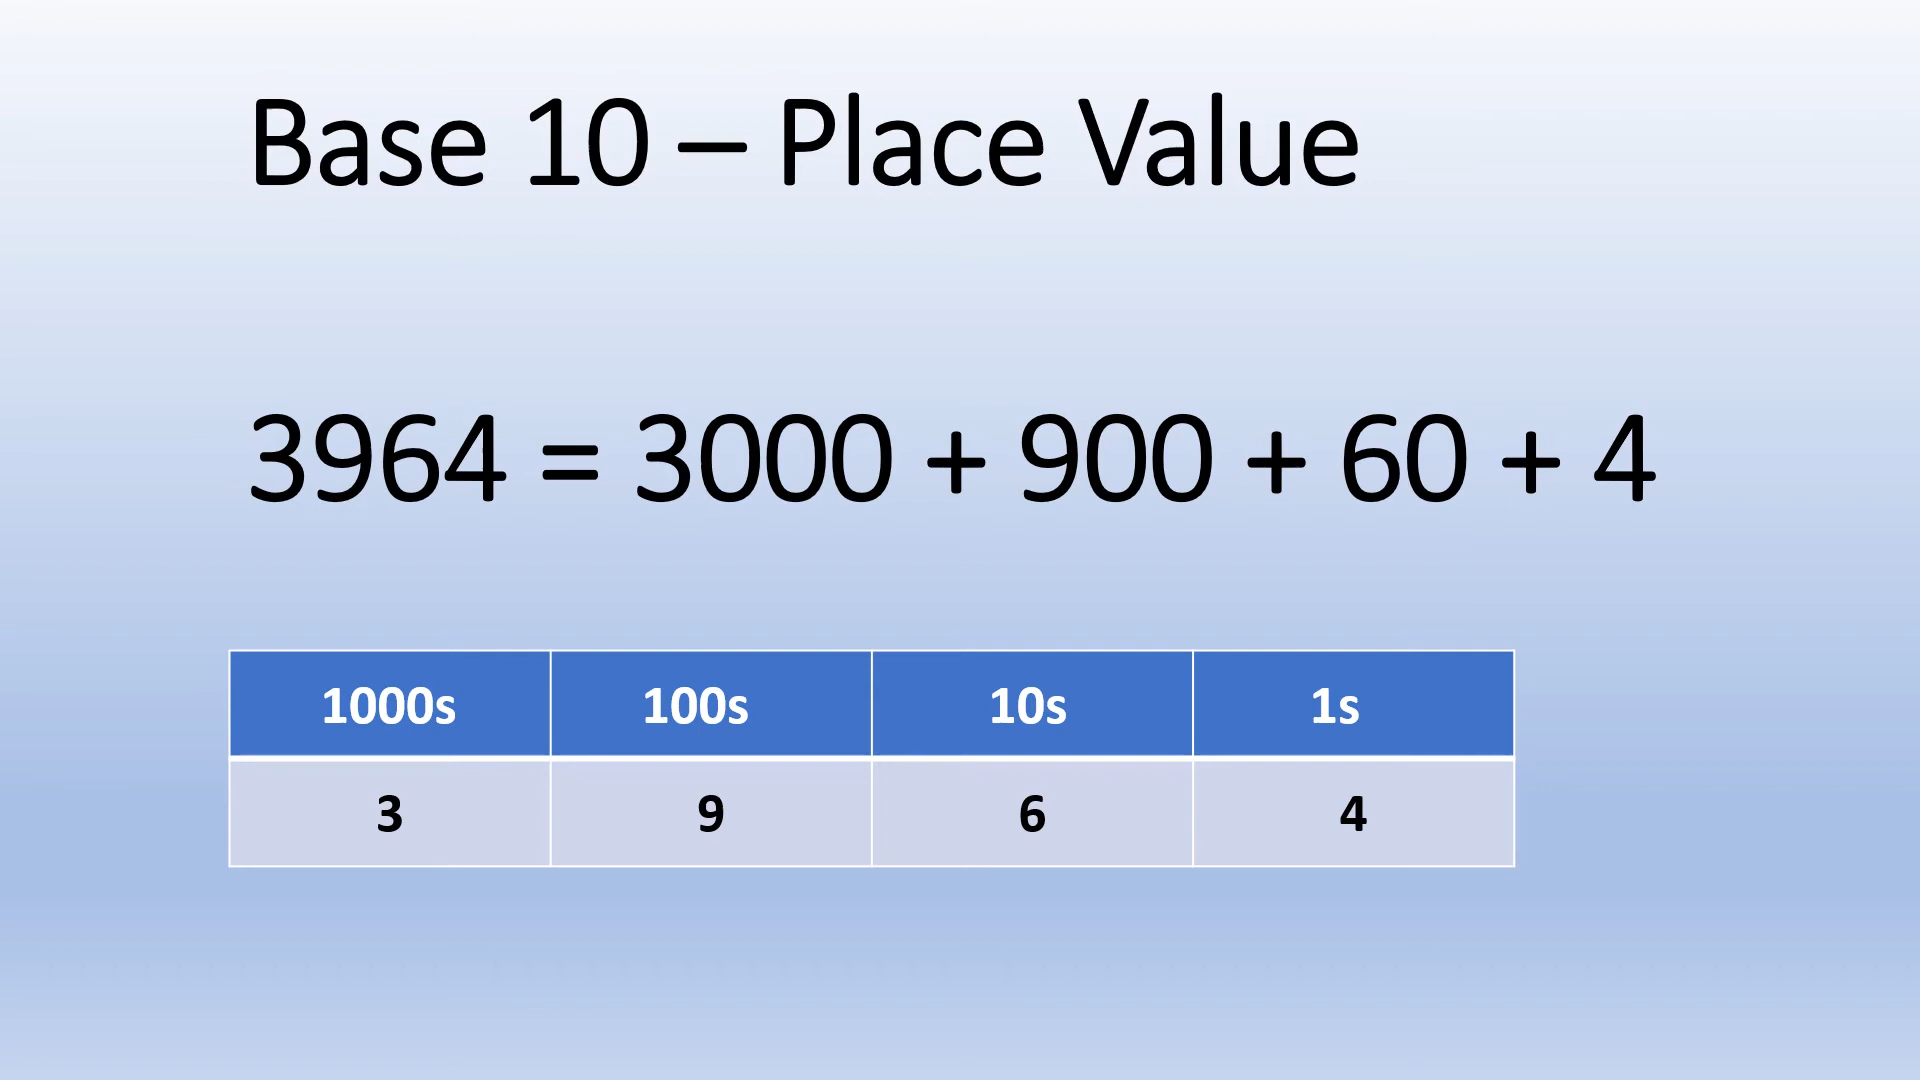 Base 10 – Place Value
3964 = 3000 + 900 + 60 + 4
1000s 100s 10s 1s
3 9 6 4